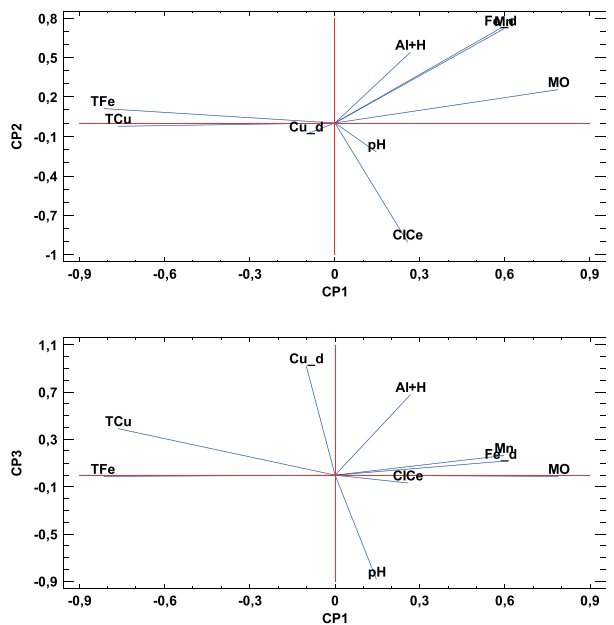 0,8
Fe_d
Mn
Al+H
0,5
MO
0,2
TFe
TCu
Cu_d
-0,1
pH
-0,4
-0,7
ClCe
-1
CP2
-0,9 -0,6 -0,3 0 0,3 0,6 0,9
CP1
1,1
Cu_d
Al+H
0,7
TCu
0,3
Mn
Fe_d
TFe
ClCe
MO
-0,1
-0,5
pH
-0,9
CP3
-0,9 -0,6 -0,3 0 0,3 0,6 0,9
CP1